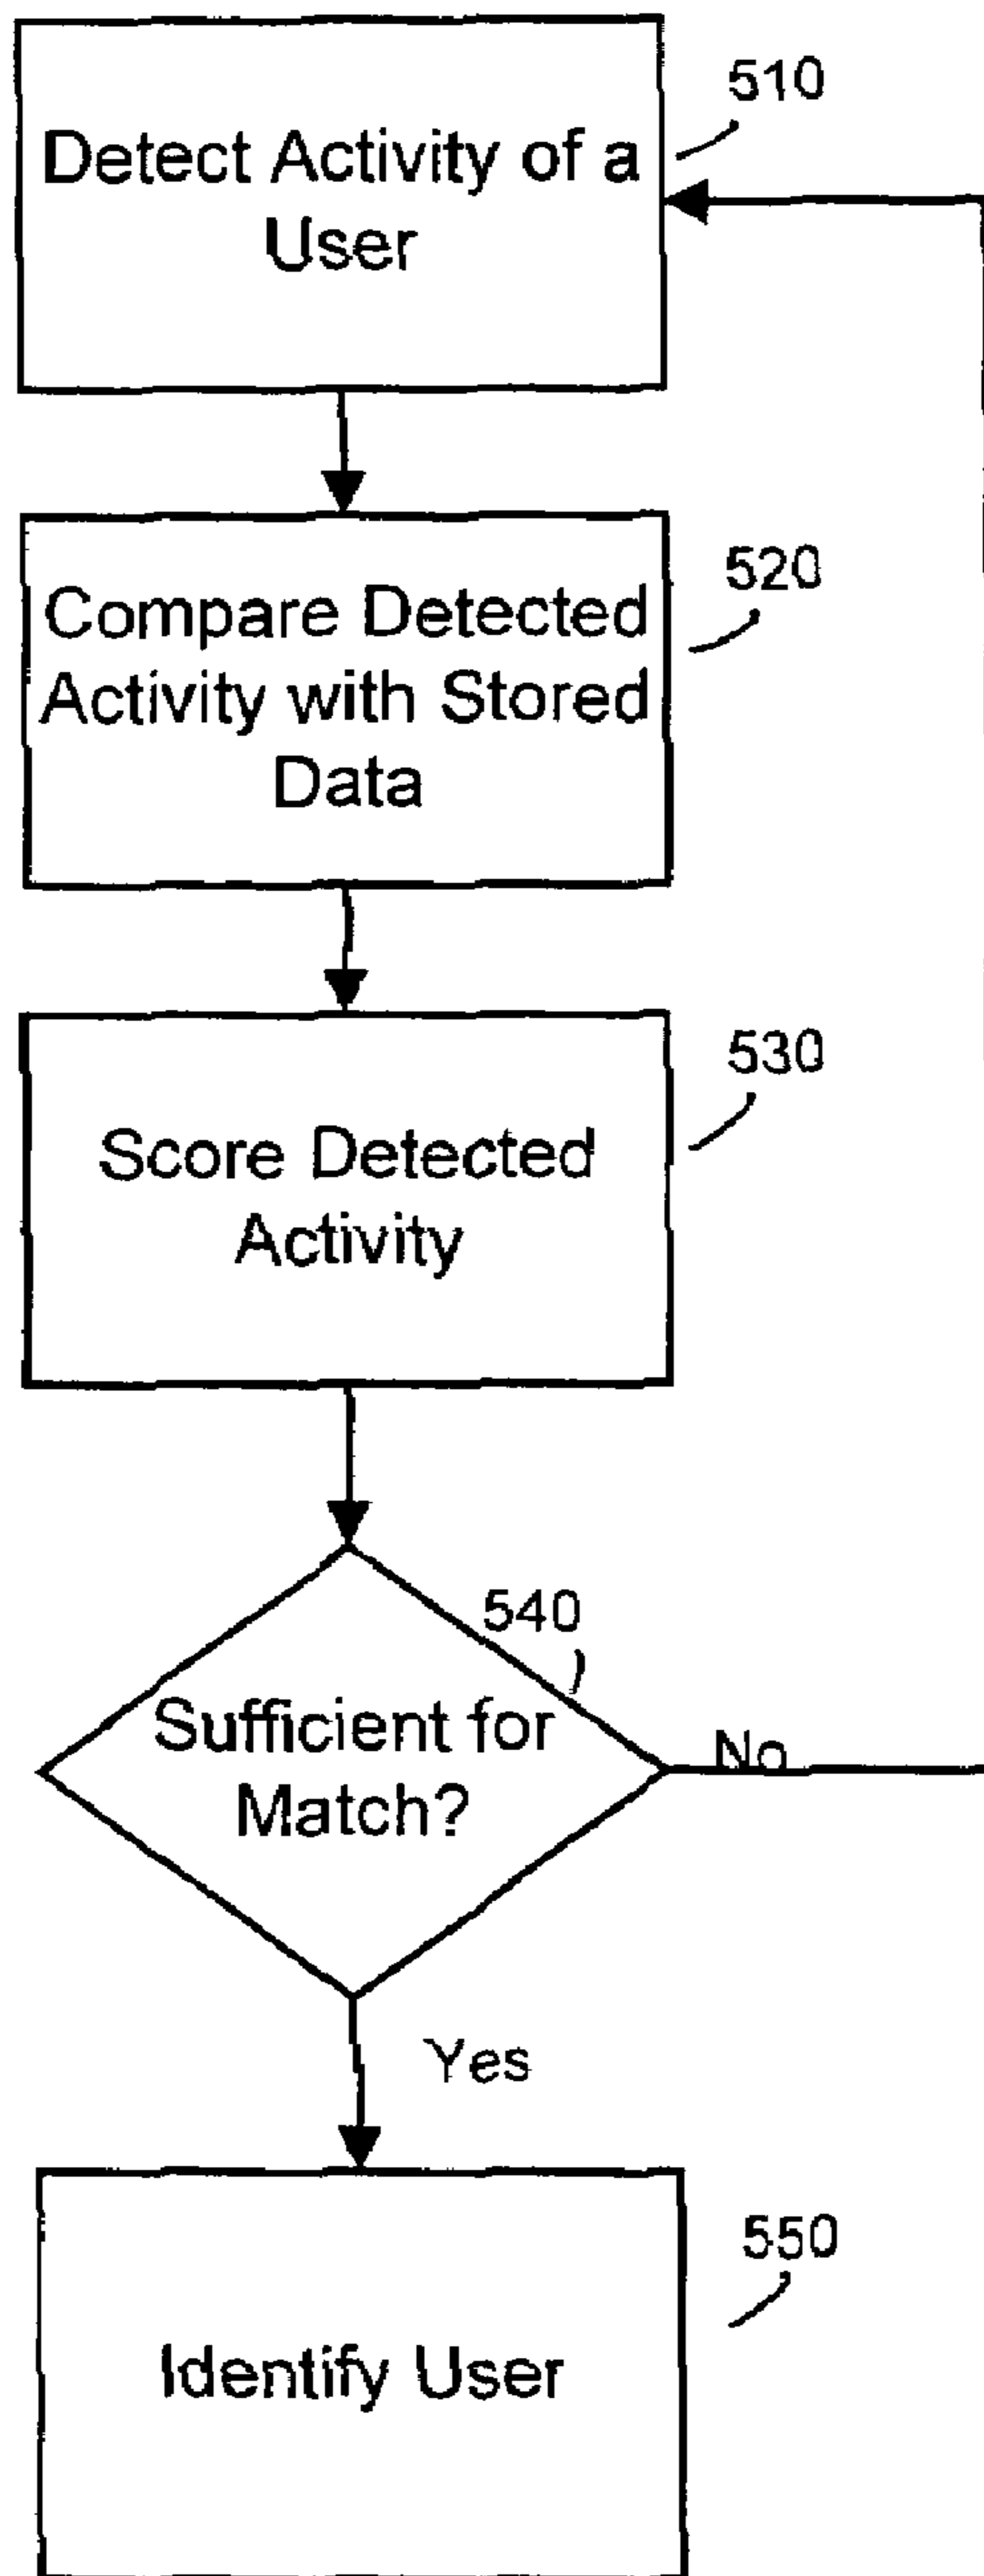 510
Detect Activity of a
User
520
Compare Detected
Activity with Stored
Data
530
Score Detected
Activity
540
Sufficient for
Match?
No
Yes
550
Identify User